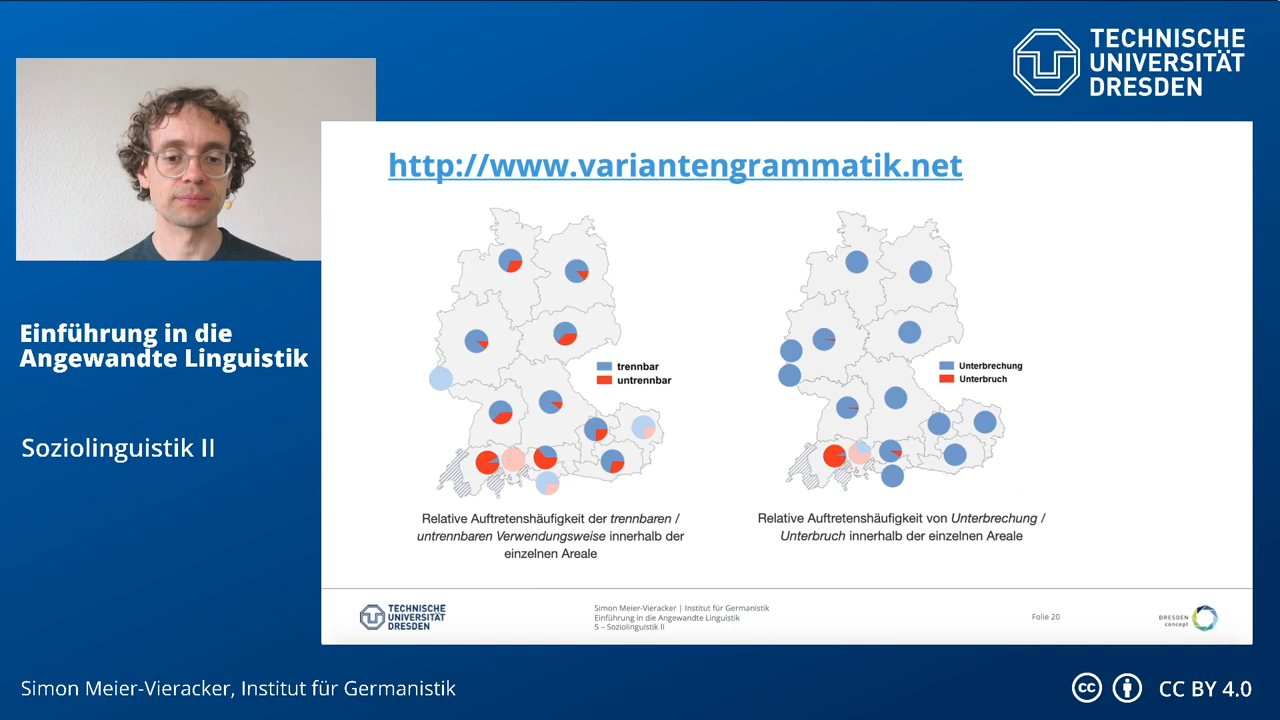 TECHNISCHE
UNIVERSITÄT
DRESDEN
http://www.variantengrammatik.net
Einführung in die
Angewandte Linguistik
Soziolinguistik II
trennbar
untrennbar
Relative Auftretenshäufigkeit der trennbaren /
untrennbaren Verwendungsweise innerhalb der
einzelnen Areale
Unterbrechung
Unterbruch
Relative Auftretenshäufigkeit von Unterbrechung /
Unterbruch innerhalb der einzelnen Areale
TECHNISCHE
UNIVERSITÄT
DRESDEN
Simon Meier-Vieracker | Institut für Germanistik
Einführung in die Angewandte Linguistik
5 – Soziolinguistik II
Folie 20
DRESDEN
concept
Simon Meier-Vieracker, Institut für Germanistik
cc
CC BY 4.0